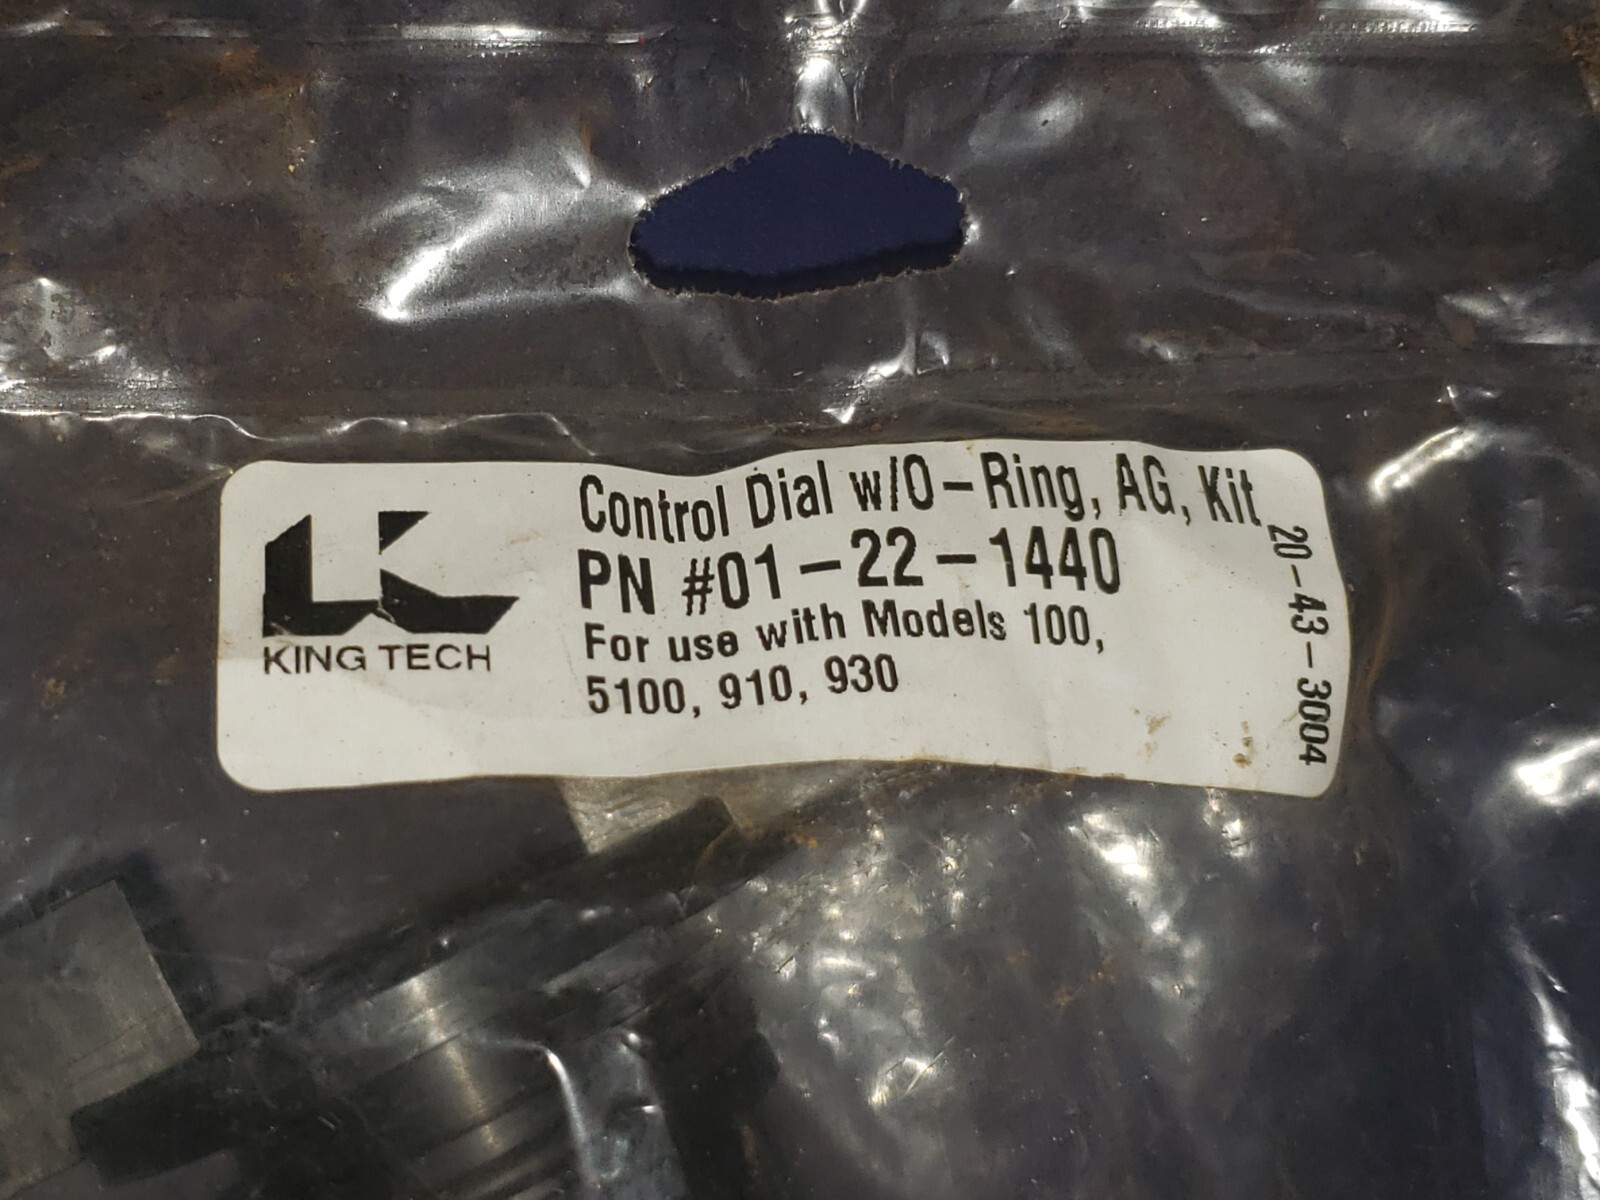 Control Dial w/O-Ring, AG, Kit
PN #01-22-1440
For use with Models 100,
5100, 910, 930
KING TECH
20-43-3004